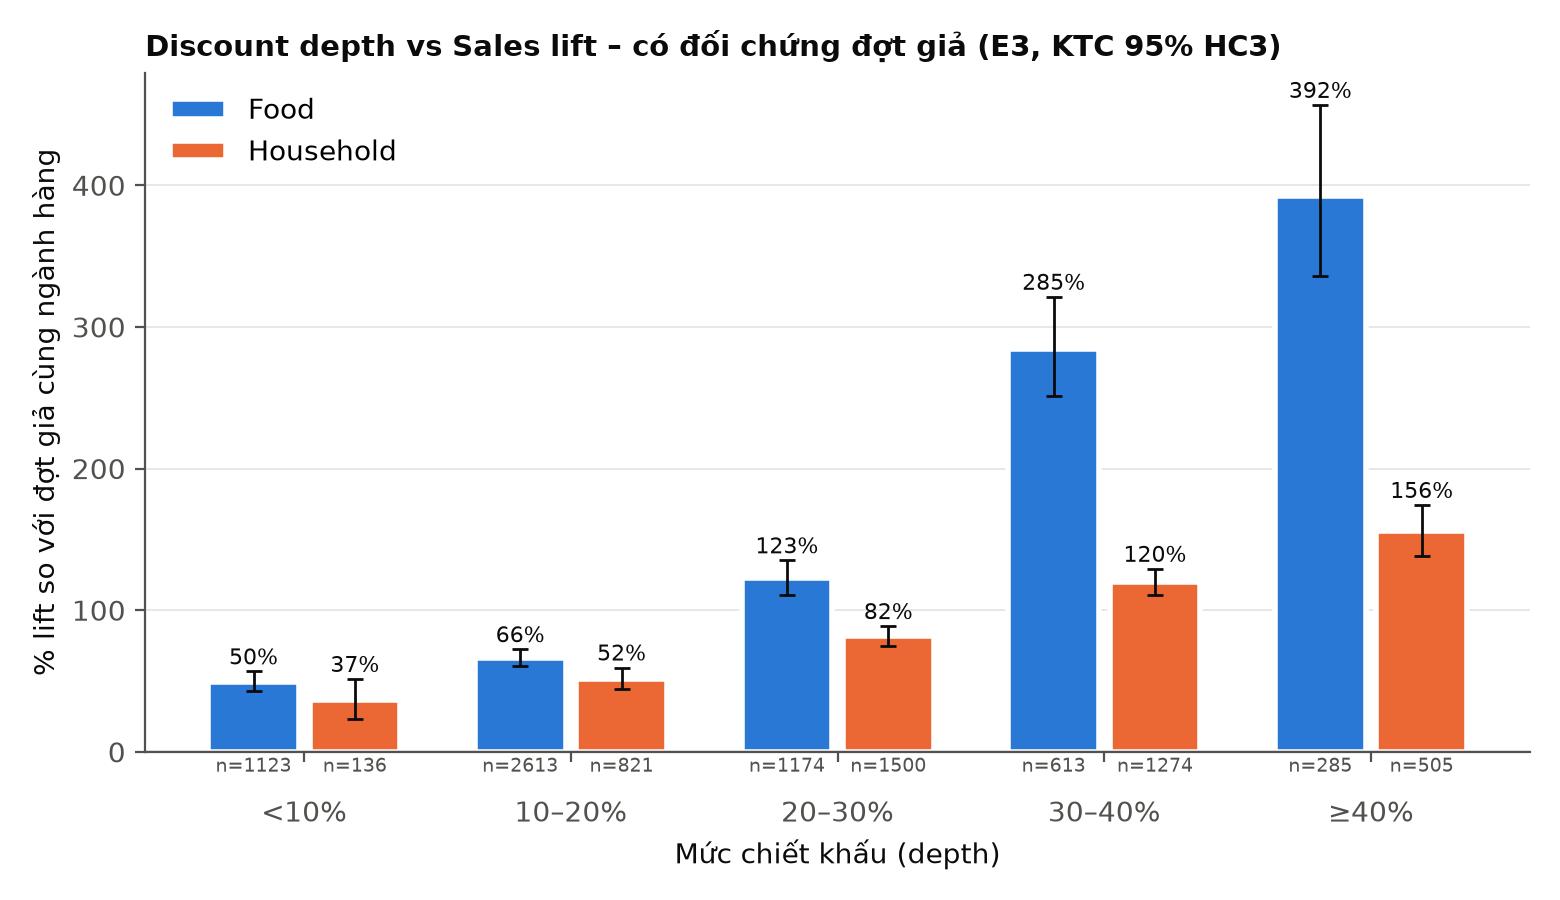 Discount depth vs Sales lift – có đối chứng đợt giả (E3, KTC 95% HC3)
Food
Household
% lift so với đợt giả cùng ngành hàng
400
300
200
100
0
50%
37%
66%
52%
123%
82%
285%
120%
392%
156%
n=1123 n=136 n=2613 n=821 n=1174 n=1500 n=613 n=1274 n=285 n=505
<10% 10–20% 20–30% 30–40% ≥40%
Mức chiết khấu (depth)